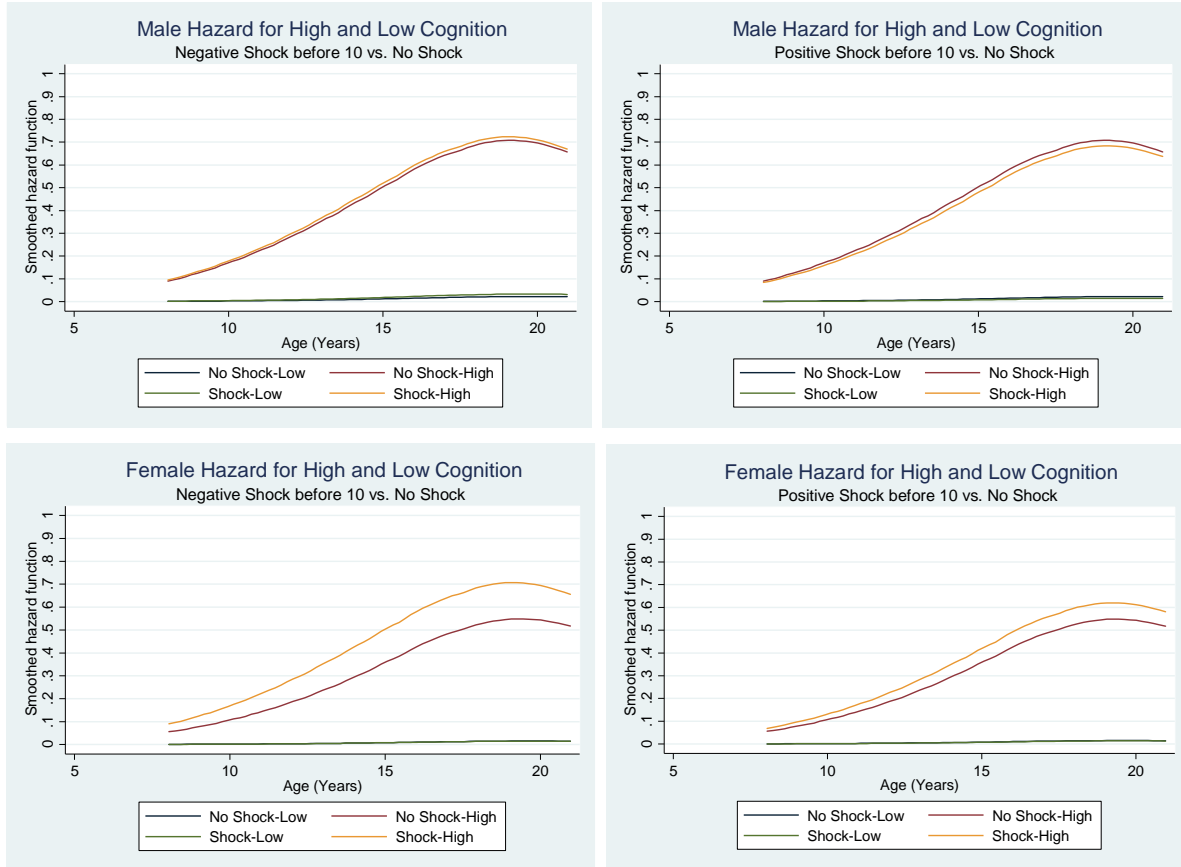 Male Hazard for High and Low Cognition
Negative Shock before 10 vs. No Shock
Smoothed hazard function
1
.9
.8
.7
.6
.5
.4
.3
.2
.1
0
5 10 15 20
Age (Years)
No Shock-Low No Shock-High
Shock-Low Shock-High
Male Hazard for High and Low Cognition
Positive Shock before 10 vs. No Shock
Smoothed hazard function
1
.9
.8
.7
.6
.5
.4
.3
.2
.1
0
5 10 15 20
Age (Years)
No Shock-Low No Shock-High
Shock-Low Shock-High
Female Hazard for High and Low Cognition
Negative Shock before 10 vs. No Shock
Smoothed hazard function
1
.9
.8
.7
.6
.5
.4
.3
.2
.1
0
5 10 15 20
Age (Years)
No Shock-Low No Shock-High
Shock-Low Shock-High
Female Hazard for High and Low Cognition
Positive Shock before 10 vs. No Shock
Smoothed hazard function
1
.9
.8
.7
.6
.5
.4
.3
.2
.1
0
5 10 15 20
Age (Years)
No Shock-Low No Shock-High
Shock-Low Shock-High